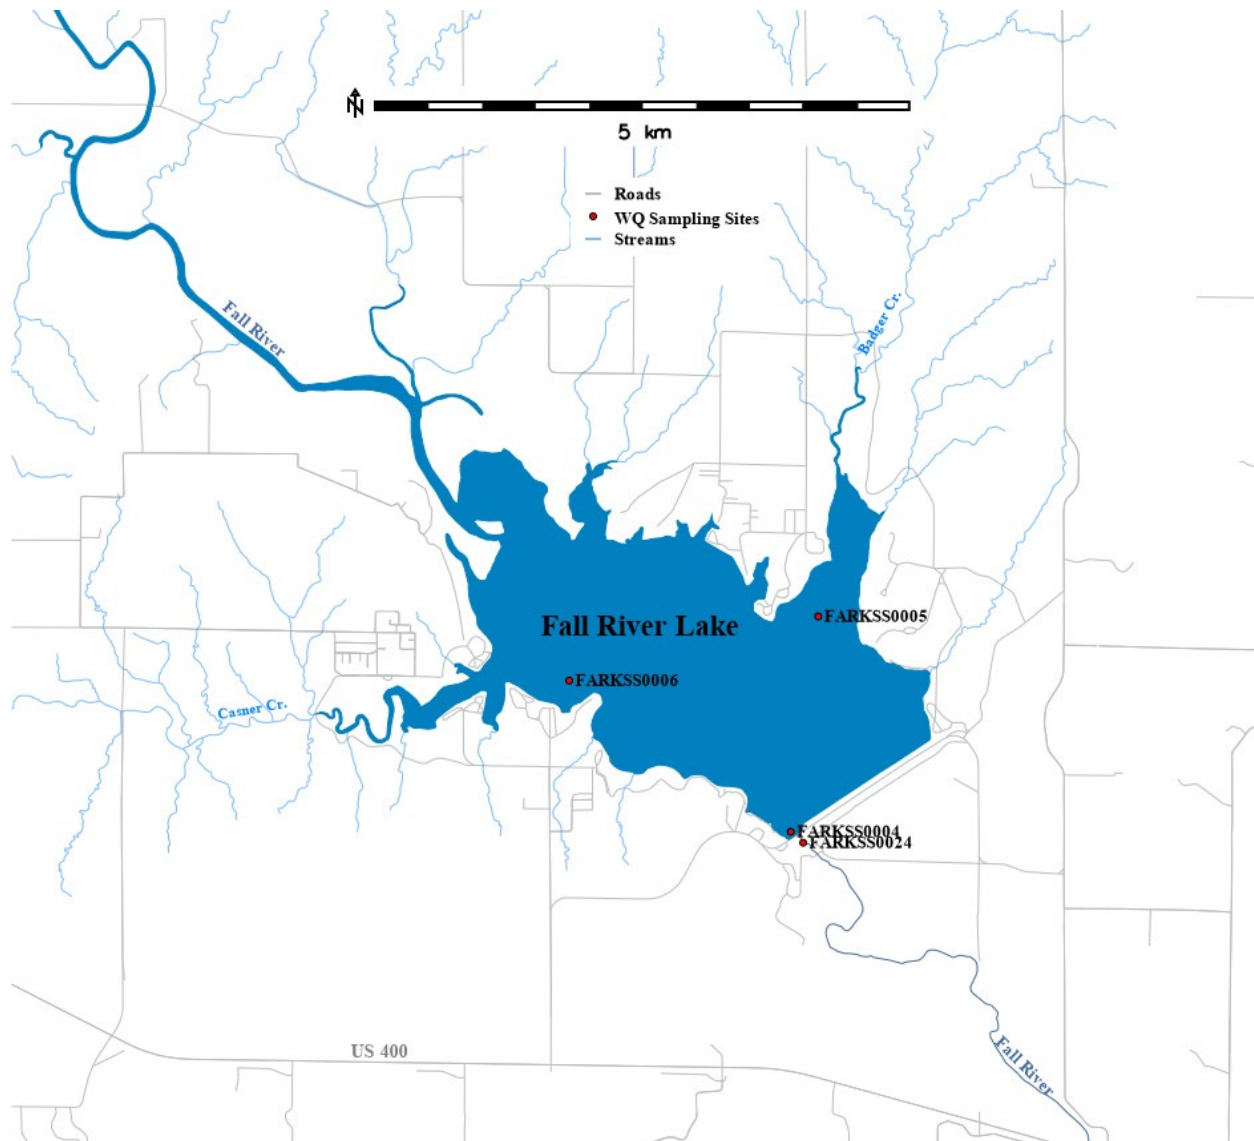 N
5 km
Roads
WQ Sampling Sites
Streams
Fall River
Badger Cr.
FARKSS0005
Fall River Lake
FARKSS0006
Casner Cr.
FARKSS0004
FARKSS0024
US 400
Fall River